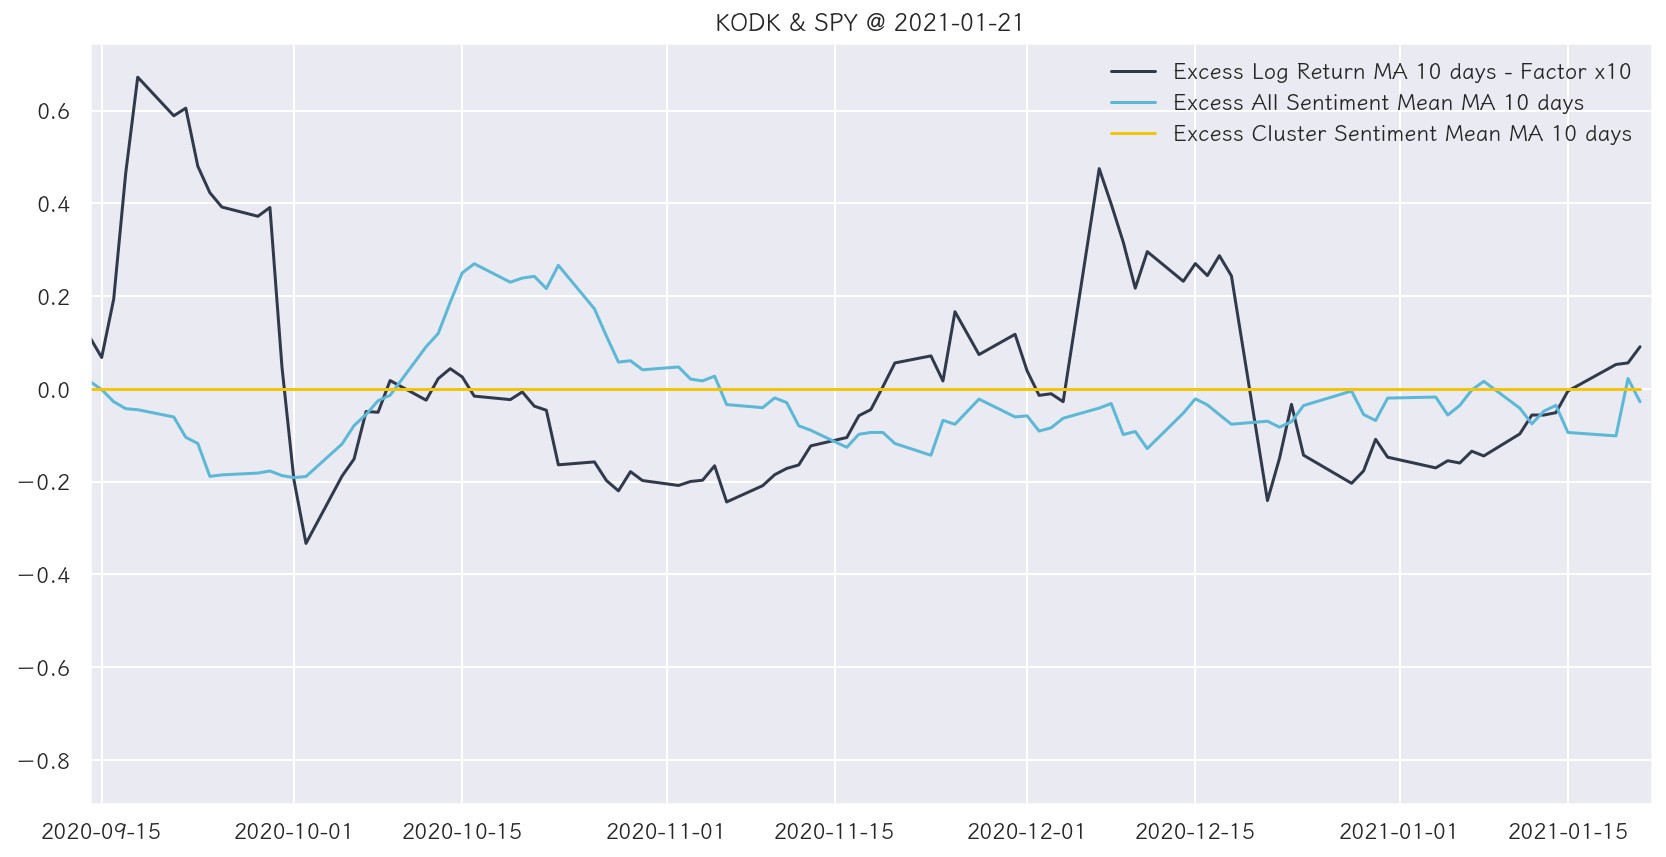 KODK & SPY @ 2021-01-21
Excess Log Return MA 10 days - Factor x10
Excess All Sentiment Mean MA 10 days
Excess Cluster Sentiment Mean MA 10 days
0.6
0.4
0.2
0.0
−0.2
−0.4
−0.6
−0.8
2020-09-15 2020-10-01 2020-10-15 2020-11-01 2020-11-15 2020-12-01 2020-12-15 2021-01-01 2021-01-15